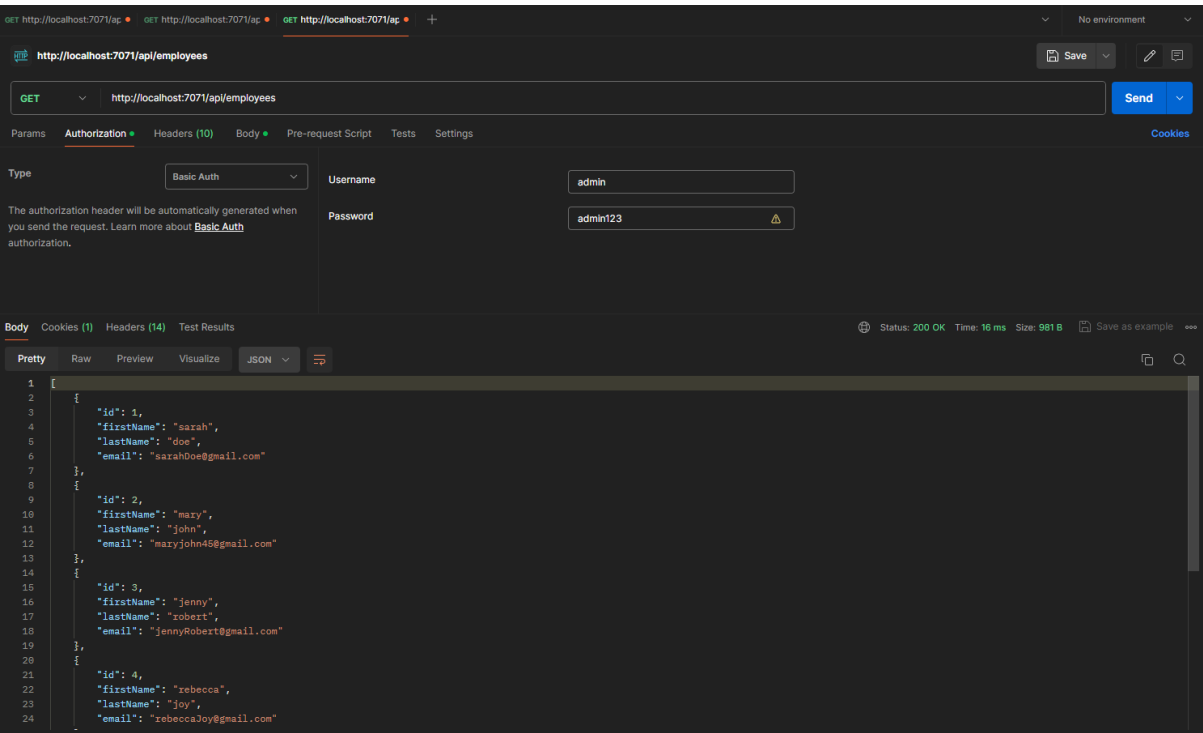 GET http://localhost:7071/ap GET http://localhost:7071/ap GET http://localhost:7071/ap + No environment
HTTP http://localhost:7071/api/employees Save
GET http://localhost:7071/api/employees Send
Params Authorization Headers (10) Body Pre-request Script Tests Settings Cookies
Type Basic Auth Username admin
The authorization header will be automatically generated when
you send the request. Learn more about Basic Auth
authorization.
Password admin123
Body Cookies (1) Headers (14) Test Results Status: 200 OK Time: 16 ms Size: 981 B Save as example
Pretty Raw Preview Visualize JSON
1 [
2 {
3 "id": 1,
4 "firstName": "sarah",
5 "lastName": "doe",
6 "email": "sarahDoe@gmail.com"
7 },
8 {
9 "id": 2,
10 "firstName": "mary",
11 "lastName": "john",
12 "email": "maryjohn45@gmail.com"
13 },
14 {
15 "id": 3,
16 "firstName": "jenny",
17 "lastName": "robert",
18 "email": "jennyRobert@gmail.com"
19 },
20 {
21 "id": 4,
22 "firstName": "rebecca",
23 "lastName": "joy",
24 "email": "rebeccaJoy@gmail.com"